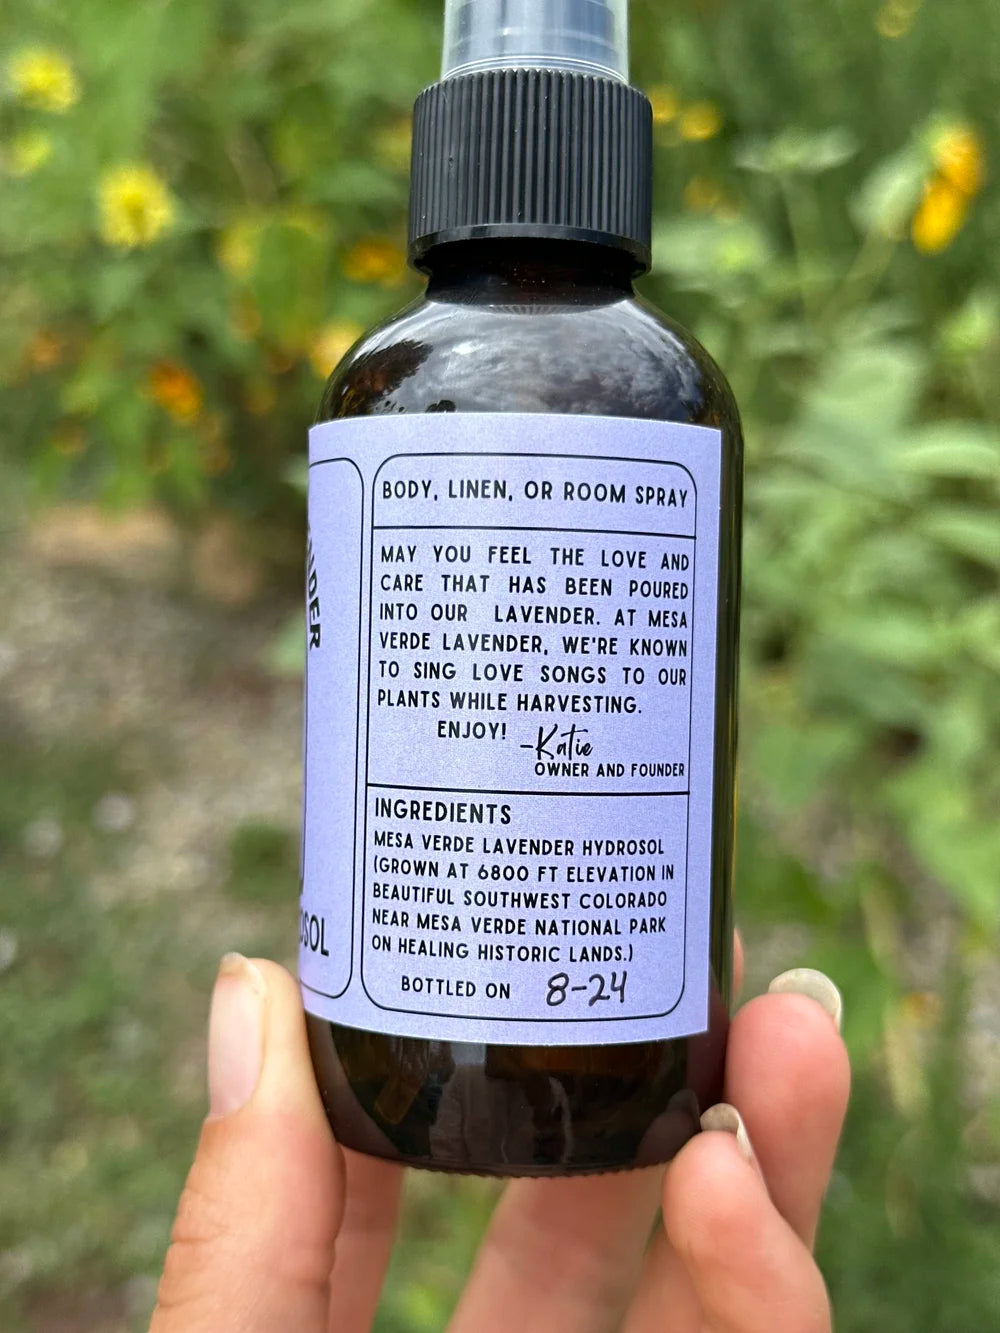 BODY, LINEN, OR ROOM SPRAY
MAY YOU FEEL THE LOVE AND
CARE THAT HAS BEEN POURED
INTO OUR LAVENDER. AT MESA
VERDE LAVENDER, WE'RE KNOWN
TO SING LOVE SONGS TO OUR
PLANTS WHILE HARVESTING.
ENJOY! -Katie
OWNER AND FOUNDER
INGREDIENTS
MESA VERDE LAVENDER HYDROSOL
(GROWN AT 6800 FT ELEVATION IN
BEAUTIFUL SOUTHWEST COLORADO
NEAR MESA VERDE NATIONAL PARK
ON HEALING HISTORIC LANDS.)
BOTTLED ON 8-24